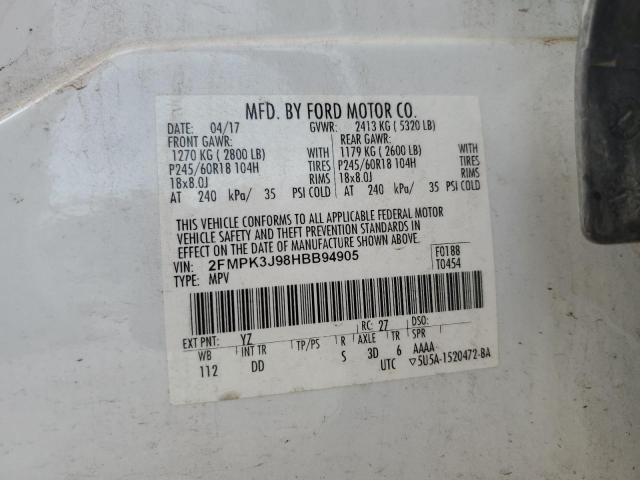 MFD. BY FORD MOTOR CO.
DATE: 04/17 GVWR: 2413 KG ( 5320 LB)
FRONT GAWR: REAR GAWR:
1270 KG ( 2800 LB) WITH 1179 KG ( 2600 LB) WITH
P245/60R18 104H TIRES P245/60R18 104H TIRES
18x8.0J RIMS 18x8.0J RIMS
AT 240 kPa/ 35 PSI COLD AT 240 kPa/ 35 PSI COLD
THIS VEHICLE CONFORMS TO ALL APPLICABLE FEDERAL MOTOR
VEHICLE SAFETY AND THEFT PREVENTION STANDARDS IN
EFFECT ON THE DATE OF MANUFACTURE SHOWN ABOVE.
VIN: 2FMPK3J98HBB94905 F0188
TYPE: MPV T0454
EXT PNT: YZ RC: 27 DSO:
WB INT TR TP/PS R AXLE TR SPR
112 DD S 3D 6 AAAA
UTC ▽5U5A-1520472-BA